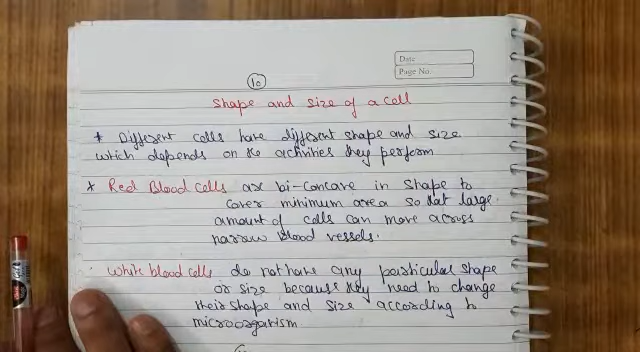 Date
Page No.
10
Shape and size of a cell
* Different cells have different shape and size
which depends on the activities they perform
* Red Blood cells are bi-concave in shape to
cover minimum area so that large
amount of cells can move across
narrow blood vessels.
White blood cells do not have any particular shape
or size because they need to change
their shape and size according to
microorganism